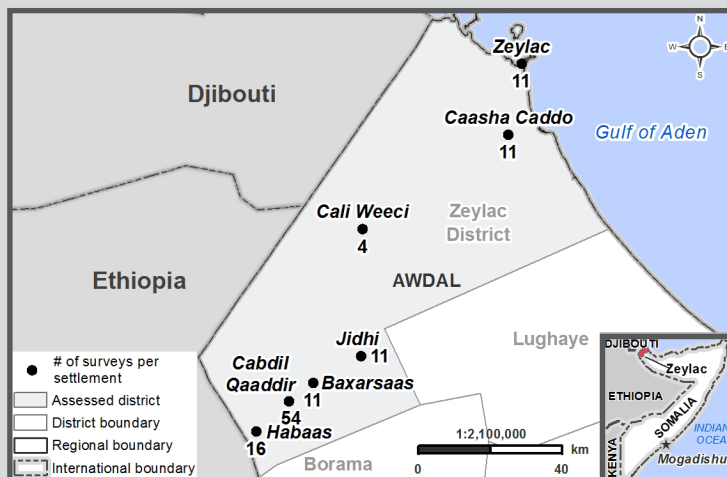 Zeylac
11
N
W
E
S
Djibouti
Caasha Caddo
11
Gulf of Aden
Cali Weeci
4
Zeylac
District
Ethiopia
AWDAL
Jidhi
11
Lughaye
Cabdil
Qaaddir
54
Baxarsaas
11
Habaas
16
Borama
# of surveys per
settlement
Assessed district
District boundary
Regional boundary
International boundary
1:2,100,000
km
0
40
DJIBOUTI
Zeylac
ETHIOPIA
SOMALIA
KENYA
INDIAN
OCEA
Mogadishu